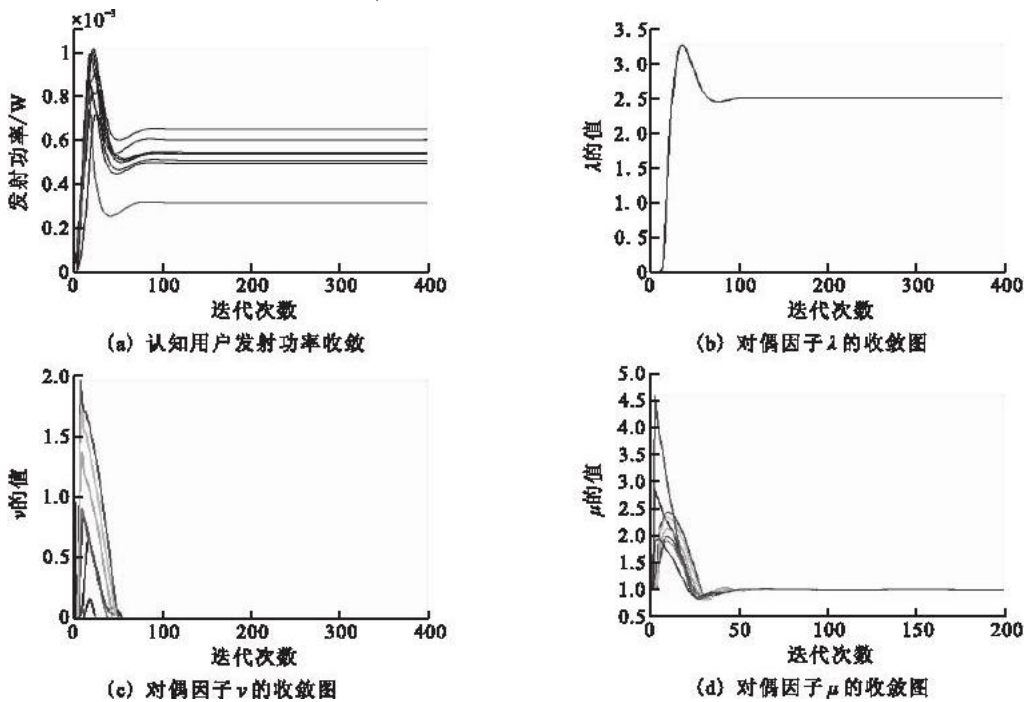 ×10⁻³
1
0.8
0.6
0.4
0.2
0
发射功率/W
0 100 200 300 400
迭代次数
(a) 认知用户发射功率收敛
3.5
3.0
2.5
2.0
1.5
1.0
0.5
0
λ的值
0 100 200 300 400
迭代次数
(b) 对偶因子λ的收敛图
2.0
1.5
1.0
0.5
0
ν的值
0 100 200 300 400
迭代次数
(c) 对偶因子ν的收敛图
5.0
4.5
4.0
3.5
2.5
2.0
1.5
1.0
0.5
μ的值
0 50 100 150 200
迭代次数
(d) 对偶因子μ的收敛图